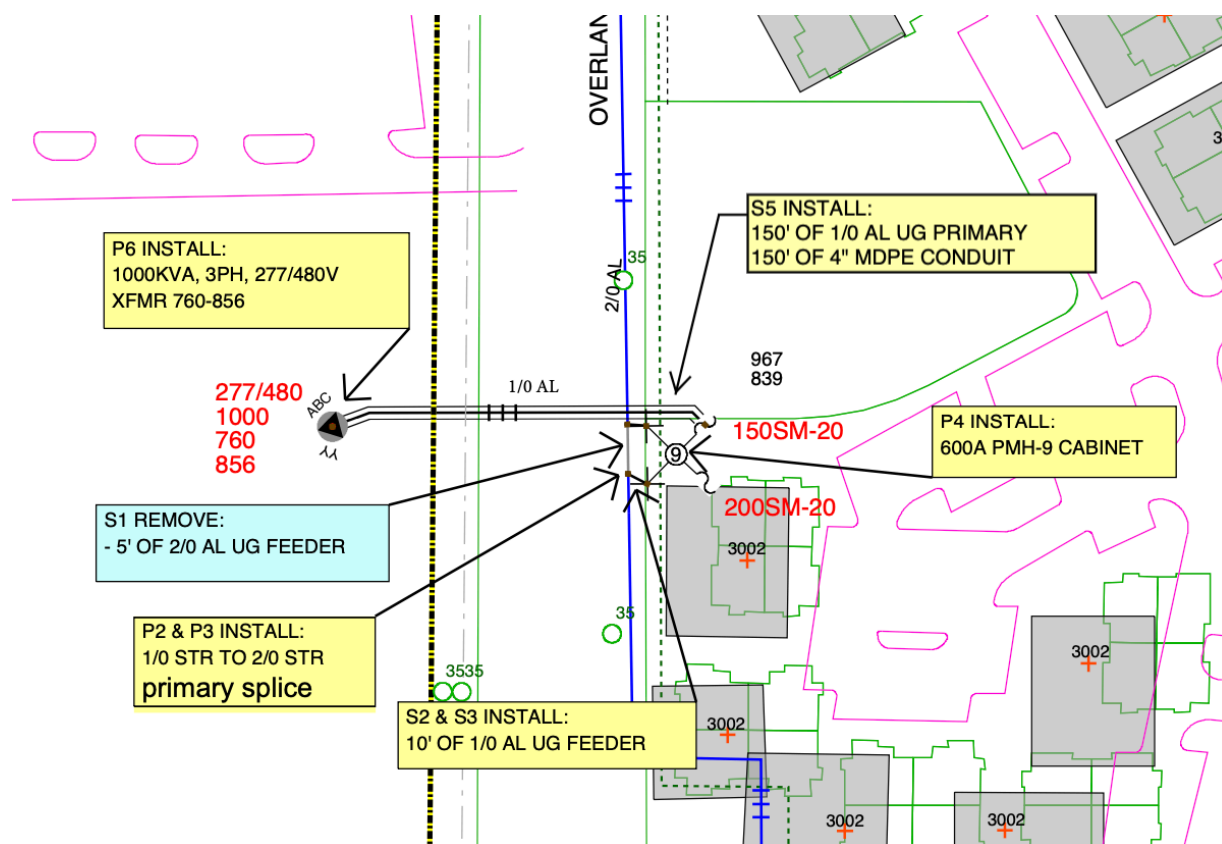 OVERLAN
3
S5 INSTALL:
150' OF 1/0 AL UG PRIMARY
150' OF 4" MDPE CONDUIT
P6 INSTALL:
1000KVA, 3PH, 277/480V
XFMR 760-856
35
2/0 AL
967
839
277/480
1000
760
856
ABC
YY
1/0 AL
150SM-20
9
P4 INSTALL:
600A PMH-9 CABINET
200SM-20
S1 REMOVE:
- 5' OF 2/0 AL UG FEEDER
3002
35
P2 & P3 INSTALL:
1/0 STR TO 2/0 STR
primary splice
3535
3002
S2 & S3 INSTALL:
10' OF 1/0 AL UG FEEDER
3002
3002
3002